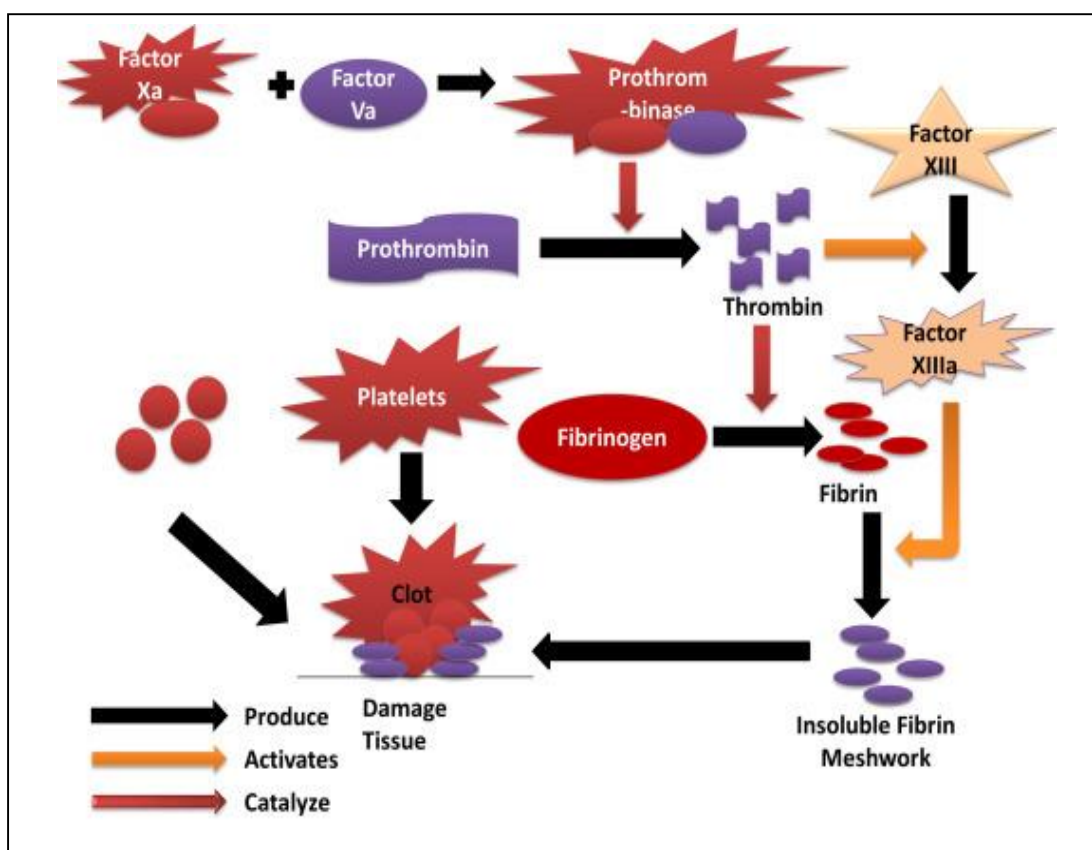 Factor
Xa
Factor
Va
Prothrom
-binase
Factor
XIII
Prothrombin
Thrombin
Factor
XIIIa
Platelets
Fibrinogen
Fibrin
Clot
Damage
Tissue
Insoluble Fibrin
Meshwork
Produce
Activates
Catalyze